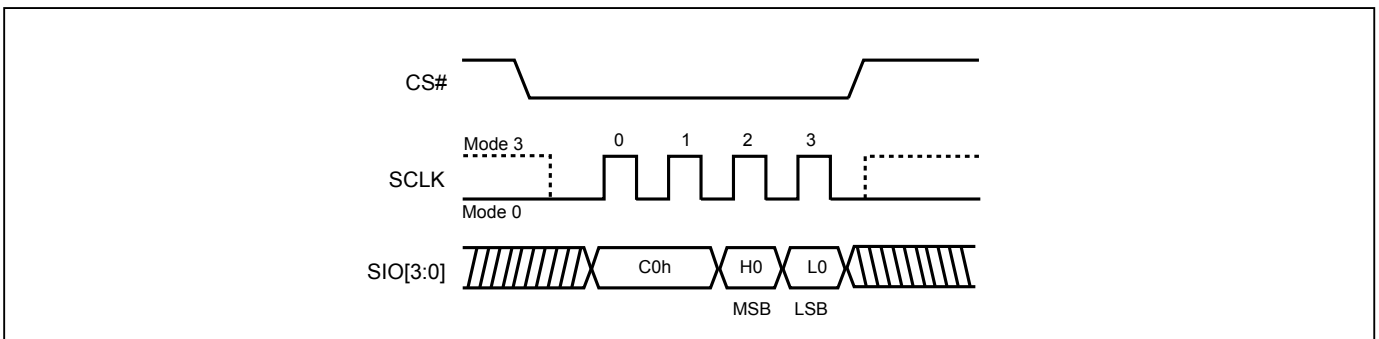 CS#
Mode 3 0 1 2 3
SCLK
Mode 0
SIO[3:0] C0h H0 L0
MSB LSB